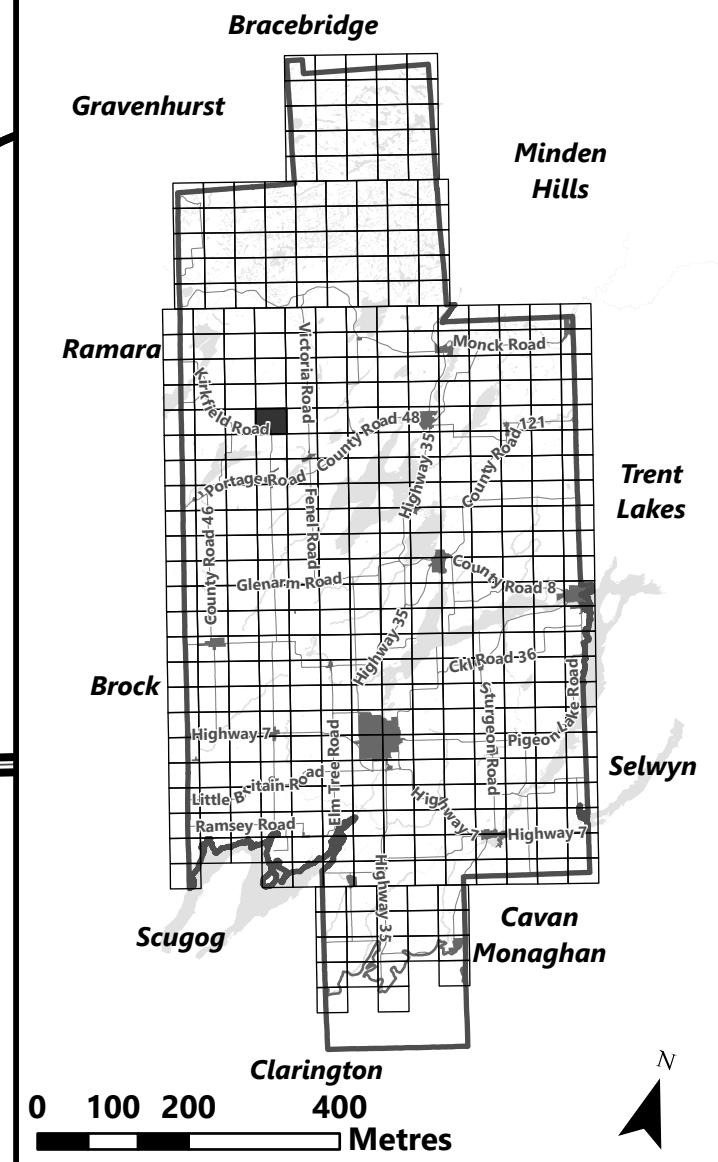 Bracebridge
Gravenhurst
Minden
Hills
Ramara
Monck Road
Victoria Road
Kirkfield Road
County Road 48
121
County Road
Highway 35
Trent
Lakes
Portage Road
Fenel Road
County Road 46
County Road 8
Glenarm Road
Highway 35
Ckl Road 36
Brock
Sturgeon Road
Pigeon Lake Road
Highway 7
Elm Tree Road
Selwyn
Little Britain Road
Highway 7
Ramsey Road
Highway 7
Highway 35
Scugog
Cavan
Monaghan
Clarington
N
0 100 200 400
Metres